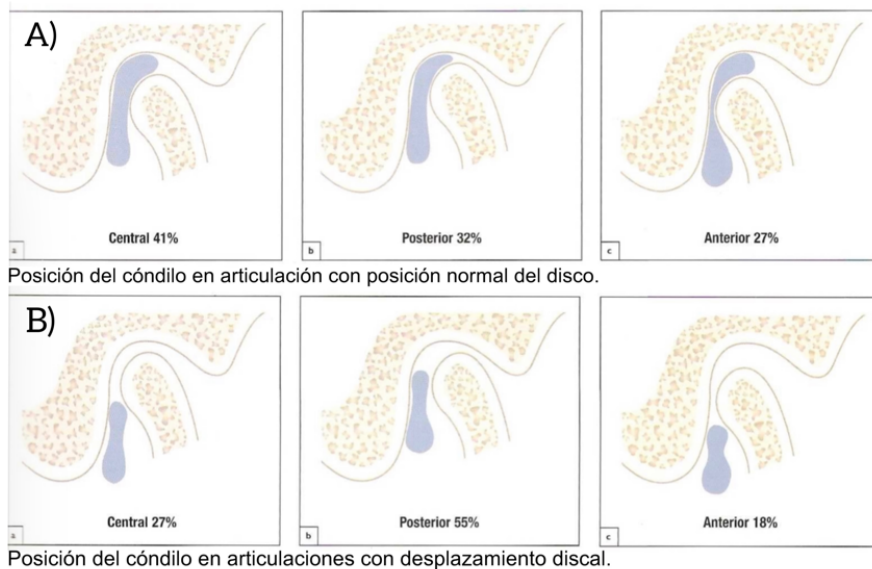 A)
a
Central 41%
b
Posterior 32%
c
Anterior 27%
Posición del cóndilo en articulación con posición normal del disco.
B)
a
Central 27%
b
Posterior 55%
c
Anterior 18%
Posición del cóndilo en articulaciones con desplazamiento discal.